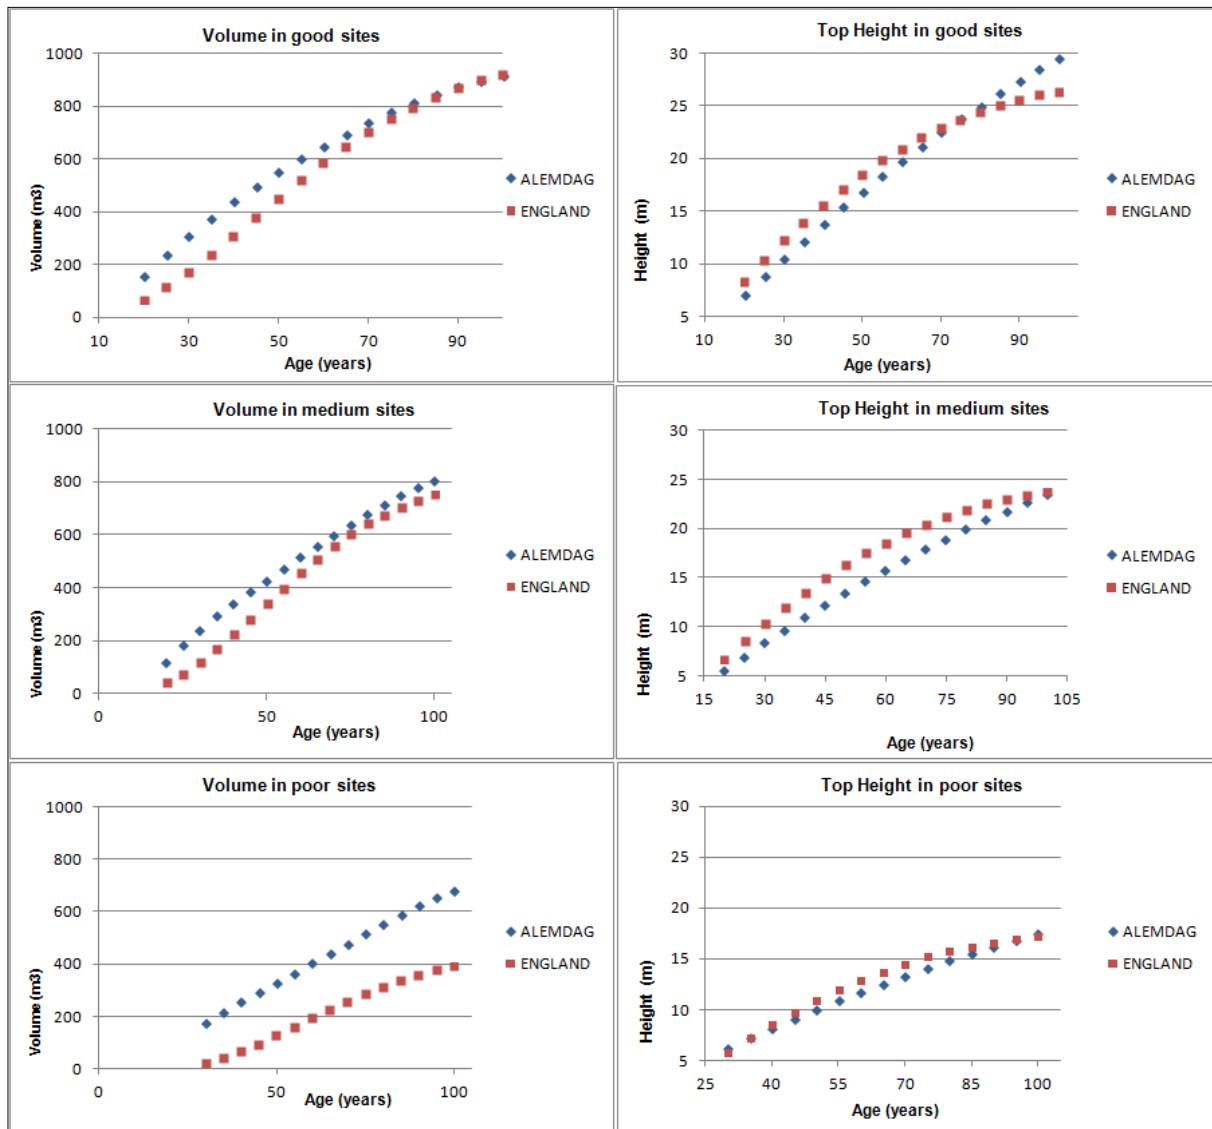 Volume in good sites
1000
800
600
400
200
0
Volume (m3)
10 30 50 70 90
Age (years)
ALEMDAG
ENGLAND
Top Height in good sites
30
25
20
15
10
5
Height (m)
10 30 50 70 90
Age (years)
ALEMDAG
ENGLAND
Volume in medium sites
1000
800
600
400
200
0
Volume (m3)
0 50 100
Age (years)
ALEMDAG
ENGLAND
Top Height in medium sites
30
25
20
15
10
5
Height (m)
15 30 45 60 75 90 105
Age (years)
ALEMDAG
ENGLAND
Volume in poor sites
1000
800
600
400
200
0
Volume (m3)
0 50 100
Age (years)
ALEMDAG
ENGLAND
Top Height in poor sites
30
25
20
15
10
5
Height (m)
25 40 55 70 85 100
Age (years)
ALEMDAG
ENGLAND